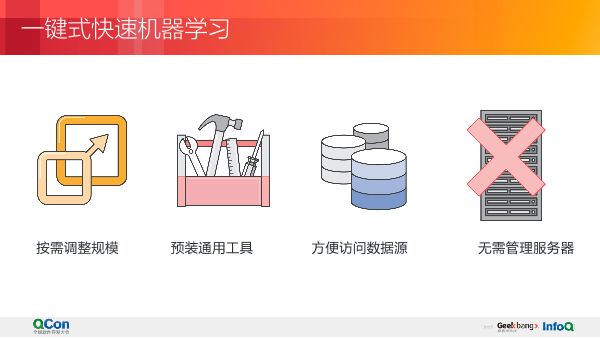 一键式快速机器学习
按需调整规模
预装通用工具
方便访问数据源
无需管理服务器
QCon
全球软件开发大会
Geekbang
InfoQ